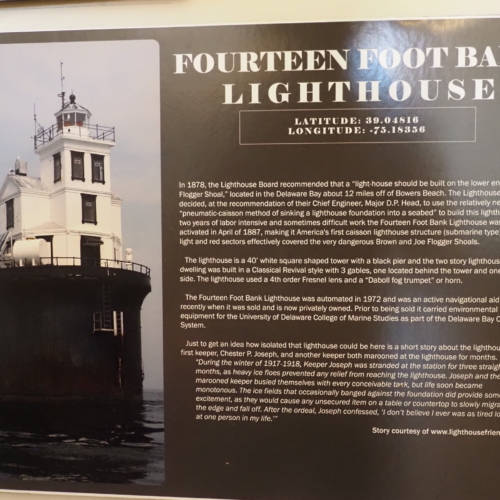 FOURTEEN FOOT BA
LIGHTHOUSE
LATITUDE: 39.04816
LONGITUDE: -75.18356
In 1878, the Lighthouse Board recommended that a "light-house should be built on the lower en
Flogger Shoal," located in the Delaware Bay about 12 miles off of Bowers Beach. The Lighthouse
decided, at the recommendation of their Chief Engineer, Major D.P. Head, to use the relatively ne
"pneumatic-caisson method of sinking a lighthouse foundation into a seabed" to build this lighth
two years of labor intensive and sometimes difficult work the Fourteen Foot Bank Lighthouse wa
activated in April of 1887, making it America's first caisson lighthouse structure (submarine type
light and red sectors effectively covered the very dangerous Brown and Joe Flogger Shoals.
The lighthouse is a 40' white square shaped tower with a black pier and the two story lighthous
dwelling was built in a Classical Revival style with 3 gables, one located behind the tower and one
side. The lighthouse used a 4th order Fresnel lens and a "Daboll fog trumpet" or horn.
The Fourteen Foot Bank Lighthouse was automated in 1972 and was an active navigational aid
recently when it was sold and is now privately owned. Prior to being sold it carried environmental
equipment for the University of Delaware College of Marine Studies as part of the Delaware Bay O
System.
Just to get an idea how isolated that lighthouse could be here is a short story about the lighthou
first keeper, Chester P. Joseph, and another keeper both marooned at the lighthouse for months.
"During the winter of 1917-1918, Keeper Joseph was stranded at the station for three straigh
months, as heavy ice floes prevented any relief from reaching the lighthouse. Joseph and the
marooned keeper busied themselves with every conceivable task, but life soon became
monotonous. The ice fields that occasionally banged against the foundation did provide some
excitement, as they would cause any unsecured item on a table or countertop to slowly migra
the edge and fall off. After the ordeal, Joseph confessed, 'I don't believe I ever was as tired lo
at one person in my life.'"
Story courtesy of www.lighthousefrien